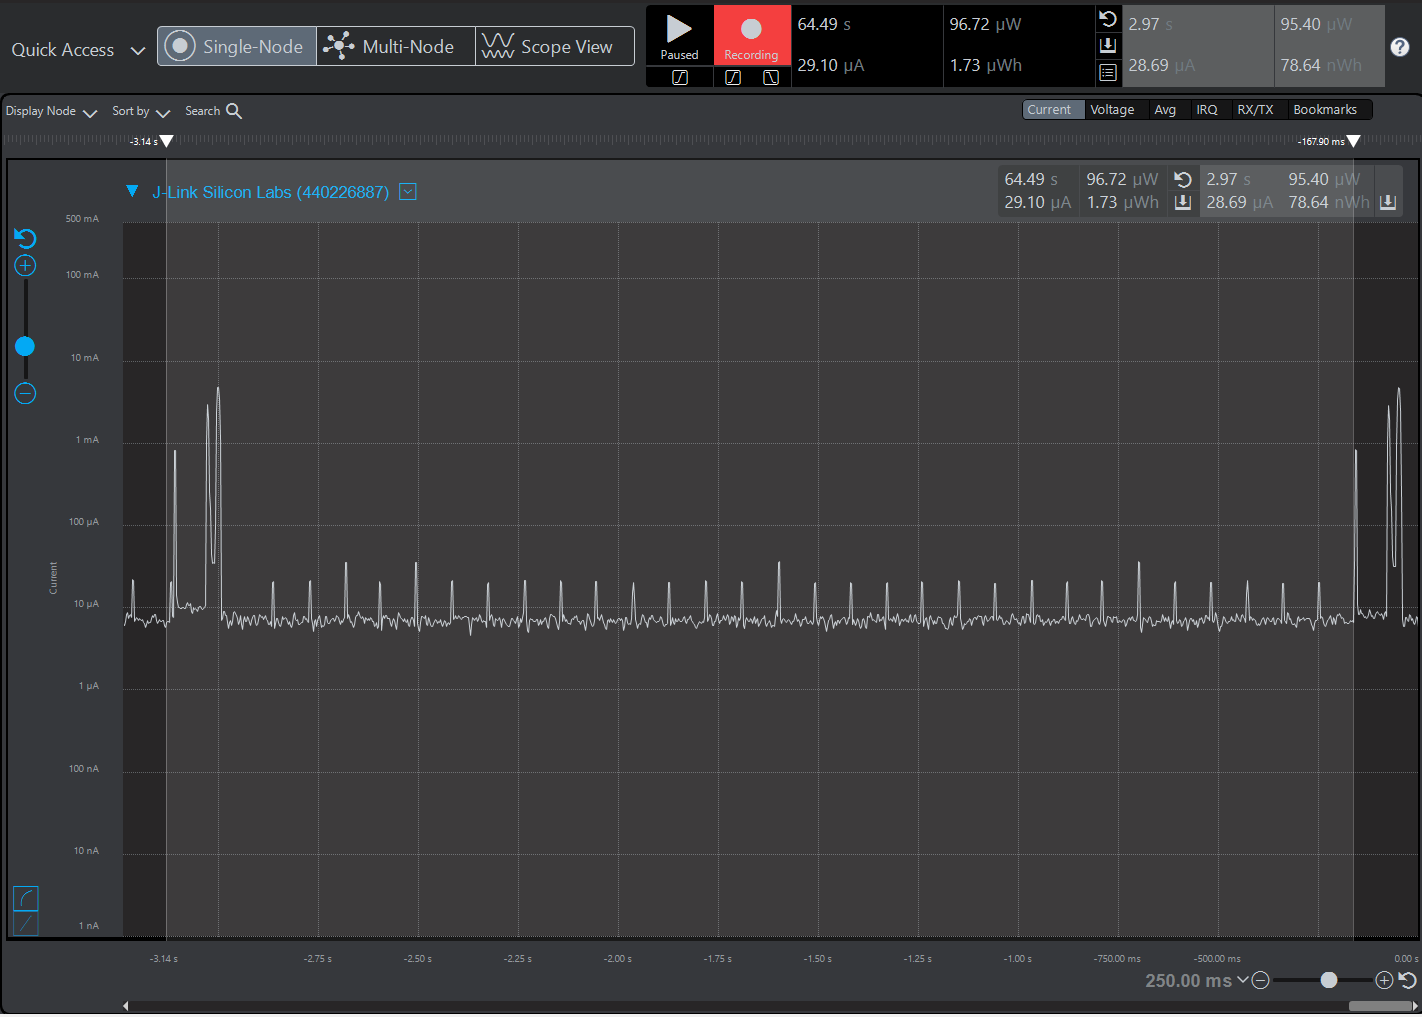 Quick Access
Single-Node
Multi-Node
Scope View
Paused
Recording
64.49 s
96.72 µW
29.10 µA
1.73 µWh
2.97 s
95.40 µW
28.69 µA
78.64 nWh
Display Node
Sort by
Search
Current
Voltage
Avg
IRQ
RX/TX
Bookmarks
-3.14 s
-167.90 ms
J-Link Silicon Labs (440226887)
64.49 s
96.72 µW
2.97 s
95.40 µW
29.10 µA
1.73 µWh
28.69 µA
78.64 nWh
500 mA
100 mA
10 mA
1 mA
100 µA
10 µA
1 µA
100 nA
10 nA
1 nA
Current
-3.14 s
-2.75 s
-2.50 s
-2.25 s
-2.00 s
-1.75 s
-1.50 s
-1.25 s
-1.00 s
-750.00 ms
-500.00 ms
0.00 s
250.00 ms